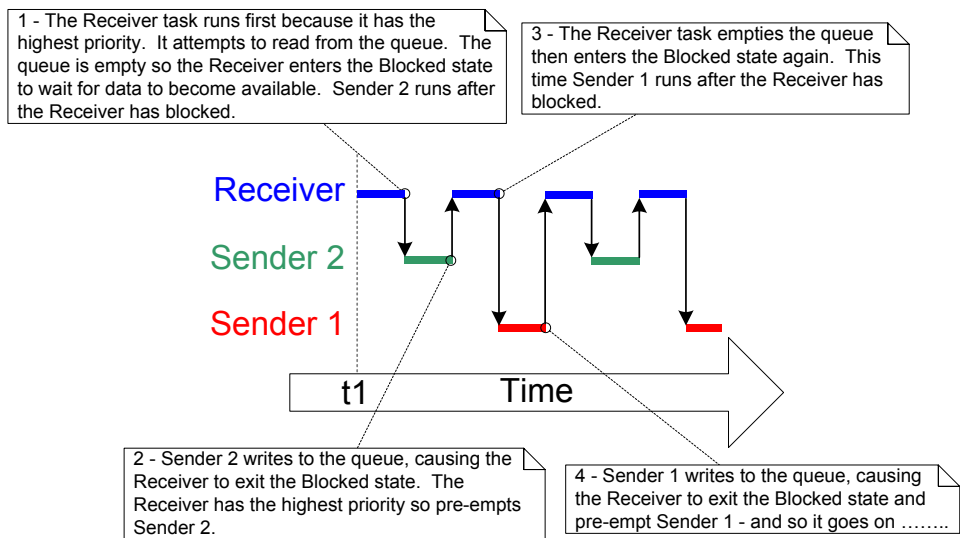 1 - The Receiver task runs first because it has the
highest priority.  It attempts to read from the queue.  The
queue is empty so the Receiver enters the Blocked state
to wait for data to become available.  Sender 2 runs after
the Receiver has blocked.
3 - The Receiver task empties the queue
then enters the Blocked state again.  This
time Sender 1 runs after the Receiver has
blocked.
Receiver
Sender 2
Sender 1
t1
Time
2 - Sender 2 writes to the queue, causing the
Receiver to exit the Blocked state.  The
Receiver has the highest priority so pre-empts
Sender 2.
4 - Sender 1 writes to the queue, causing
the Receiver to exit the Blocked state and
pre-empt Sender 1 - and so it goes on ……..